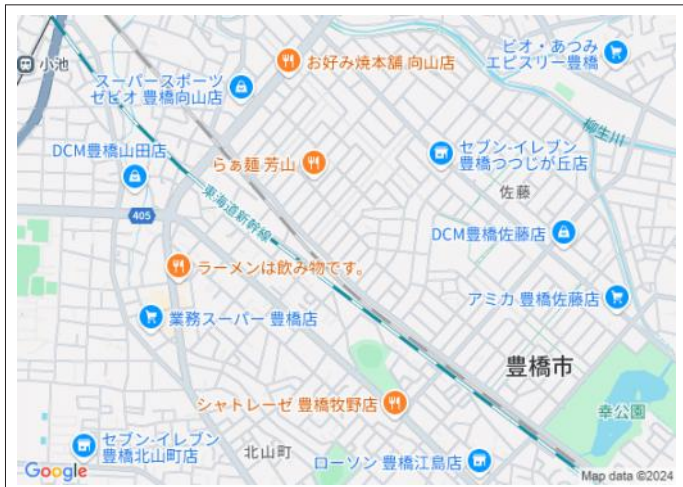 小池
お好み焼本舗 向山店
ビオ・あつみ
エピスリー豊橋
スーパースポーツ
ゼビオ 豊橋向山店
柳生川
DCM豊橋山田店
らぁ麺 芳山
セブン-イレブン
豊橋つつじが丘店
佐藤
405
東海道新幹線
DCM豊橋佐藤店
ラーメンは飲み物です。
アミカ 豊橋佐藤店
業務スーパー 豊橋店
豊橋市
シャトレーゼ 豊橋牧野店
幸公園
セブン-イレブン
豊橋北山町店
北山町
ローソン 豊橋江島店
Google
Map data ©2024